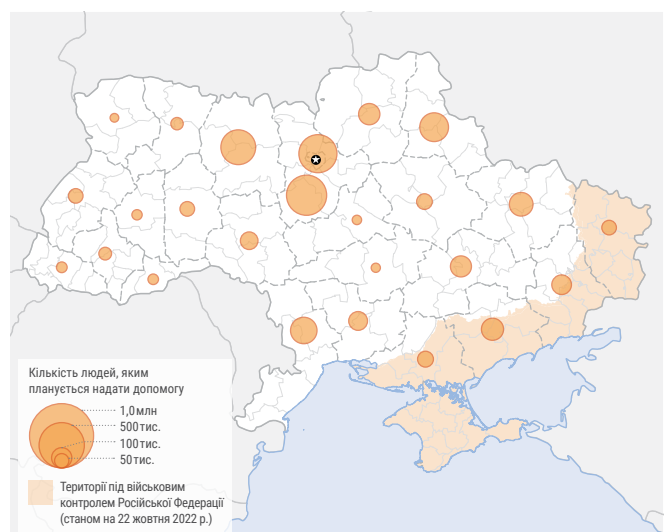 Кількість людей, яким
планується надати допомогу
1,0 млн
500 тис.
100 тис.
50 тис.
Території під військовим
контролем Російської Федерації
(станом на 22 жовтня 2022 р.)